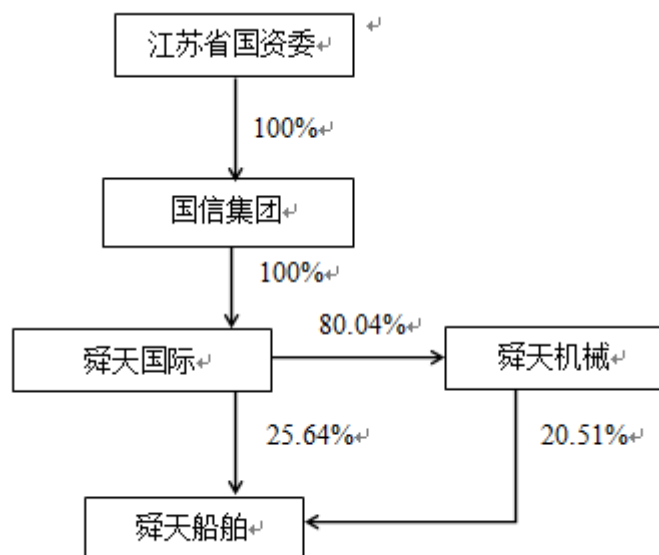 江苏省国资委
100%
国信集团
100%
80.04%
舜天国际
舜天机械
25.64%
20.51%
舜天船舶